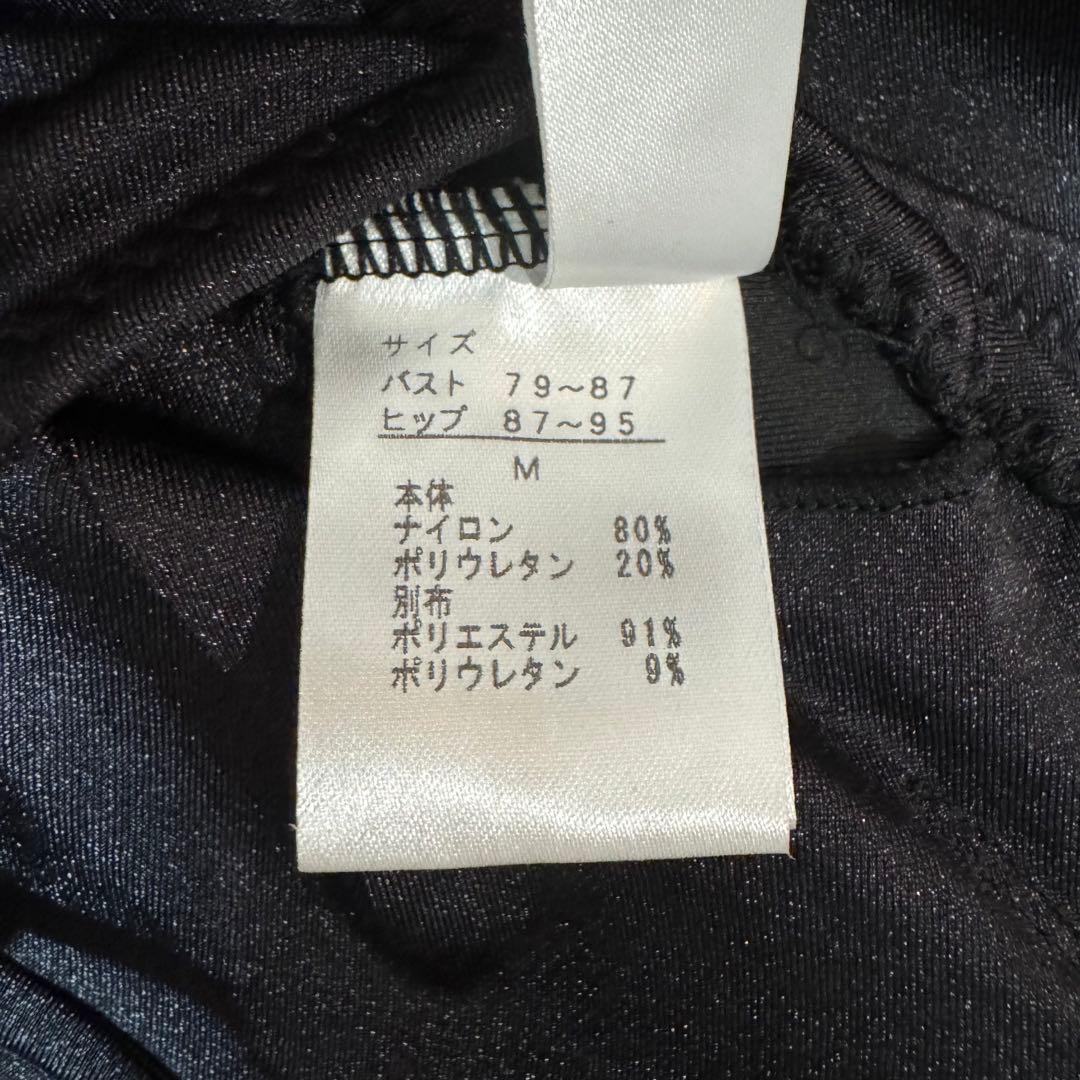 サイズ
バスト 79～87
ヒップ 87～95
M
本体
ナイロン 80%
ポリウレタン 20%
別布
ポリエステル 91%
ポリウレタン 9%